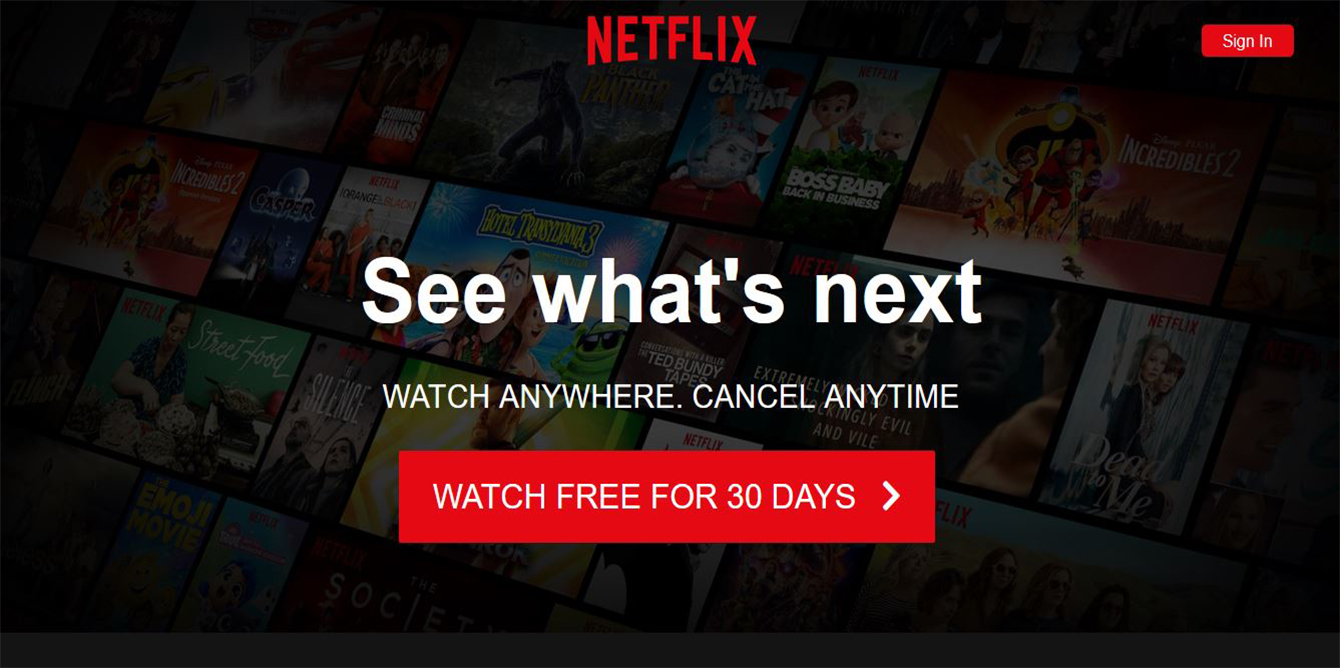 NETFLIX
Sign In
CRIMINAL
MINDS
BLACK
PANTHER
THE
CAT IN THE
HAT
NETFLIX
BOSS BABY
BACK IN BUSINESS
Disney PIXAR
INCREDIBLES 2
Disney PIXAR
INCREDIBLES 2
CASPER
NETFLIX
ORANGE IS THE NEW BLACK
HOTEL TRANSYLVANIA 3
SUMMER VACATION
NETFLIX
See what's next
NETFLIX
Street Food
THE
SILENCE
CONVERSATIONS WITH A KILLER
THE TED BUNDY
TAPES
EXTREMELY
SHOCKINGLY EVIL
AND VILE
NETFLIX
Dead
to
Me
WATCH ANYWHERE. CANCEL ANYTIME
NETFLIX
WATCH FREE FOR 30 DAYS
THE
EMOJI
MOVIE
NETFLIX
NETFLIX
THE
SOCIETY